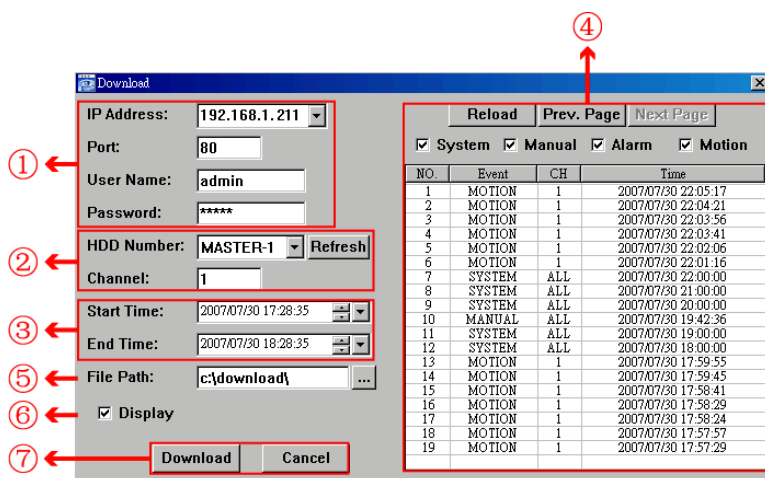 ④
Download
IP Address: 192.168.1.211
Port: 80
User Name: admin
Password: *****
①
HDD Number: MASTER-1 Refresh
Channel: 1
②
Start Time: 2007/07/30 17:28:35
End Time: 2007/07/30 18:28:35
③
⑤ File Path: c:\download\ ...
⑥ Display
⑦ Download Cancel
Reload Prev. Page Next Page
System Manual Alarm Motion
NO. Event CH Time
1 MOTION 1 2007/07/30 22:05:17
2 MOTION 1 2007/07/30 22:04:21
3 MOTION 1 2007/07/30 22:03:56
4 MOTION 1 2007/07/30 22:03:41
5 MOTION 1 2007/07/30 22:02:06
6 MOTION 1 2007/07/30 22:01:16
7 SYSTEM ALL 2007/07/30 22:00:00
8 SYSTEM ALL 2007/07/30 21:00:00
9 SYSTEM ALL 2007/07/30 20:00:00
10 MANUAL ALL 2007/07/30 19:42:36
11 SYSTEM ALL 2007/07/30 19:00:00
12 SYSTEM ALL 2007/07/30 18:00:00
13 MOTION 1 2007/07/30 17:59:55
14 MOTION 1 2007/07/30 17:59:45
15 MOTION 1 2007/07/30 17:58:41
16 MOTION 1 2007/07/30 17:58:29
17 MOTION 1 2007/07/30 17:58:24
18 MOTION 1 2007/07/30 17:57:57
19 MOTION 1 2007/07/30 17:57:29